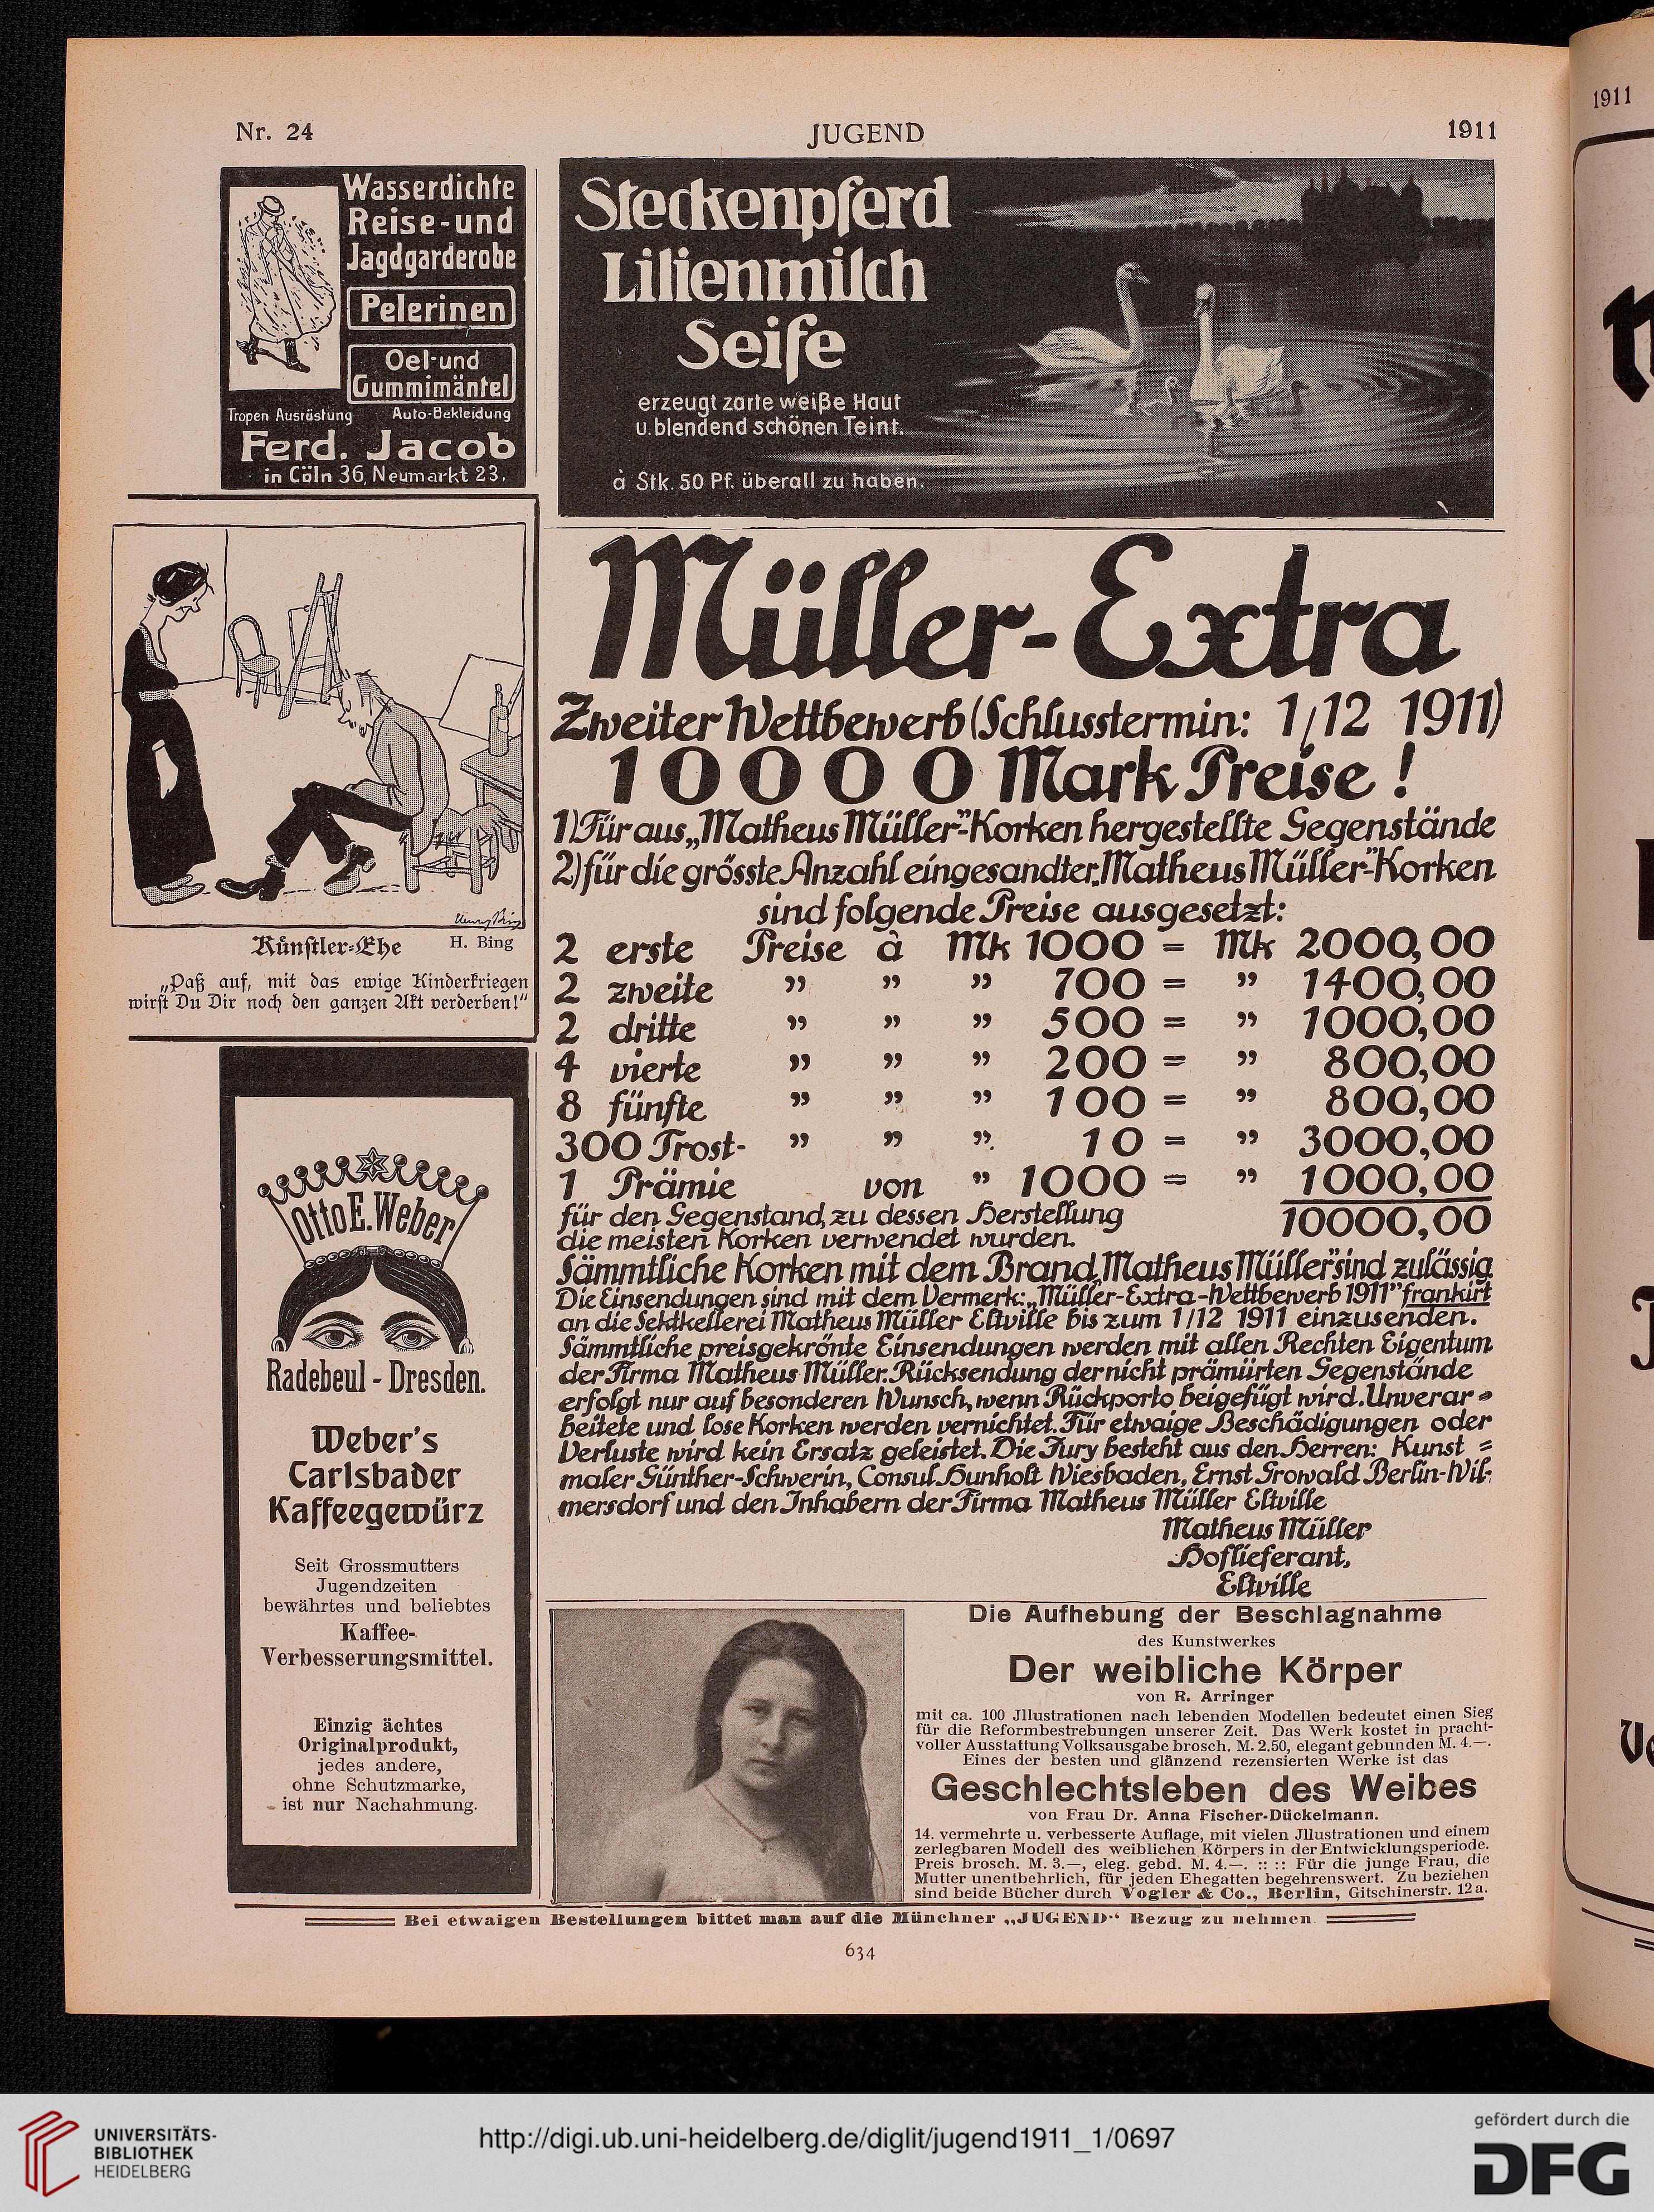 Nr. 24
JUGEND
1911
1911
Wasserdichte
Reise-und
Jagdgarderobe
Pelerinen
Oel-und
Gummimäntel
Tropen Ausrüstung Auto-Bekleidung
Ferd. Jacob
in Cöln 36, Neumarkt 23.
Steckenpferd
Lilienmilch
Seife
erzeugt zarte weiße Haut
u. blendend schönen Teint.
à Stk. 50 Pf. überall zu haben.
Künstler-Ehe H. Bing
„Paß auf, mit das ewige Kinderkriegen
wirst Du Dir noch den ganzen Akt verderben!"
Otto E. Weber
Radebeul - Dresden.
Weber's
Carlsbader
Kaffeegewürz
Seit Grossmutters
Jugendzeiten
bewährtes und beliebtes
Kaffee-
Verbesserungsmittel.
Einzig ächtes
Originalprodukt,
jedes andere,
ohne Schutzmarke,
ist nur Nachahmung.
Müller-Extra
Zweiter Wettbewerb (Schlusstermin: 1/12 1911)
10000 Mark Preise!
1) Für aus „Matheus Müller"-Korken hergestellte Gegenstände
2) für die grösste Anzahl eingesandter „Matheus Müller"-Korken
sind folgende Preise ausgesetzt:
2 erste Preise à Mk 1000 = Mk 2000,00
2 zweite " " " 700 = " 1400,00
2 dritte " " " 500 = " 1000,00
4 vierte " " " 200 = " 800,00
8 fünfte " " " 100 = " 800,00
300 Trost- " " " 10 = " 3000,00
1 Prämie von " 1000 = " 1000,00
für den Gegenstand, zu dessen Herstellung 10000,00
die meisten Korken verwendet wurden.
Sämmtliche Korken mit dem Brand „Matheus Müller" sind zulässig.
Die Einsendungen sind mit dem Vermerk: „Müller-Extra-Wettbewerb 1911" frankirt
an die Sektkellerei Matheus Müller Eltville bis zum 1/12 1911 einzusenden.
Sämmtliche preisgekrönte Einsendungen werden mit allen Rechten Eigentum
der Firma Matheus Müller. Rücksendung der nicht prämiirten Gegenstände
erfolgt nur auf besonderen Wunsch, wenn Rückporto beigefügt wird. Unverar=
beitete und lose Korken werden vernichtet. Für etwaige Beschädigungen oder
Verluste wird kein Ersatz geleistet. Die Jury besteht aus den Herren: Kunst=
maler Günther-Schwerin, Consul Hunholt Wiesbaden, Ernst Growald Berlin-Wil-
mersdorf und den Inhabern der Firma Matheus Müller Eltville
Matheus Müller
Hoflieferant,
Eltville
Die Aufhebung der Beschlagnahme
des Kunstwerkes
Der weibliche Körper
von R. Arringer
mit ca. 100 Jllustrationen nach lebenden Modellen bedeutet einen Sieg
für die Reformbestrebungen unserer Zeit. Das Werk kostet in pracht-
voller Ausstattung Volksausgabe brosch. M. 2.50, elegant gebunden M. 4.—.
Eines der besten und glänzend rezensierten Werke ist das
Geschlechtsleben des Weibes
von Frau Dr. Anna Fischer-Dückelmann.
14. vermehrte u. verbesserte Auflage, mit vielen Jllustrationen und einem
zerlegbaren Modell des weiblichen Körpers in der Entwicklungsperiode.
Preis brosch. M. 3.—, eleg. gebd. M. 4.—. :: :: Für die junge Frau, die
Mutter unentbehrlich, für jeden Ehegatten begehrenswert. Zu beziehen
sind beide Bücher durch Vogler & Co., Berlin, Gitschinerstr. 12a.
Bei etwaigen Bestellungen bittet man auf die Münchner „JUGEND" Bezug zu nehmen.
634
UNIVERSITÄTS-
BIBLIOTHEK
HEIDELBERG
http://digi.ub.uni-heidelberg.de/diglit/jugend1911_1/0697
gefördert durch die
DFG